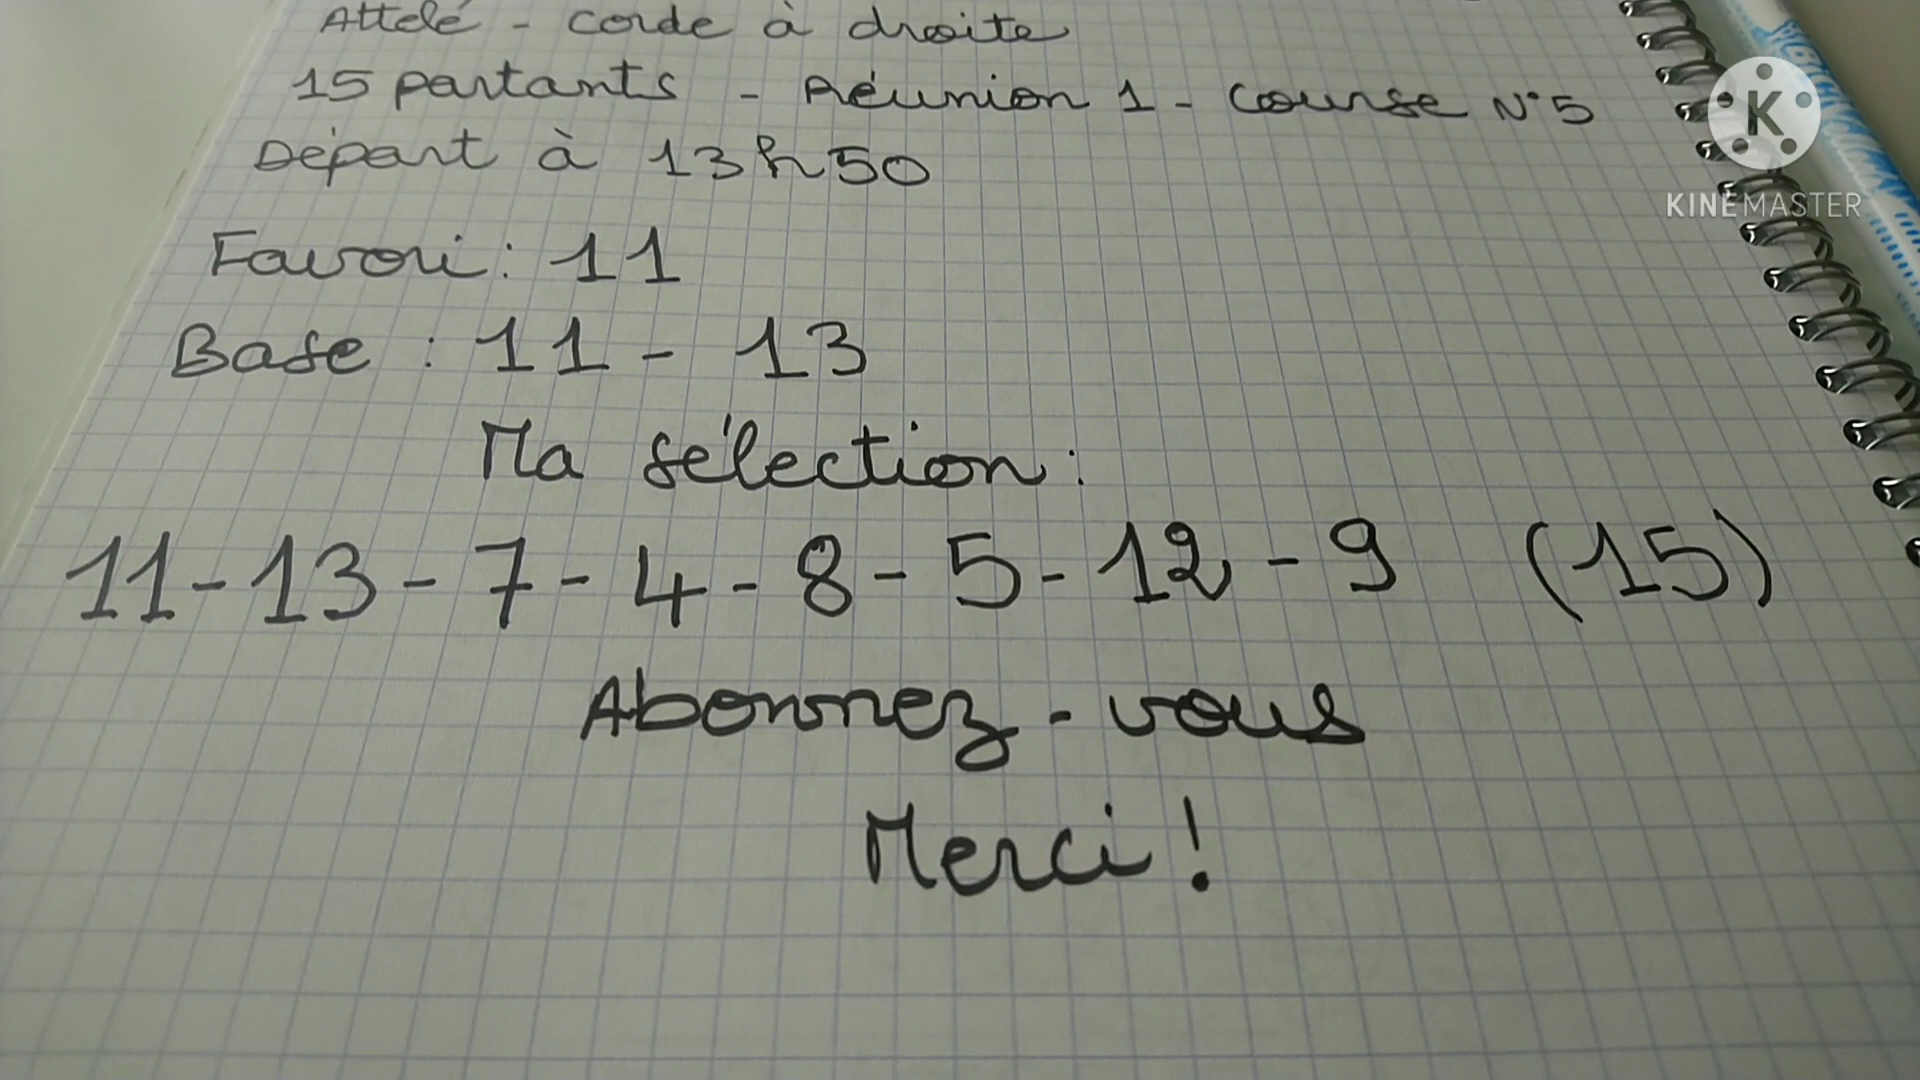 Attelé - corde à droite
15 partants - Réunion 1 - Course N°5
Départ à 13h50
Favori : 11
Base : 11 - 13
Ma sélection :
11 - 13 - 7 - 4 - 8 - 5 - 12 - 9 (15)
Abonnez-vous
Merci !
K
KINEMASTER